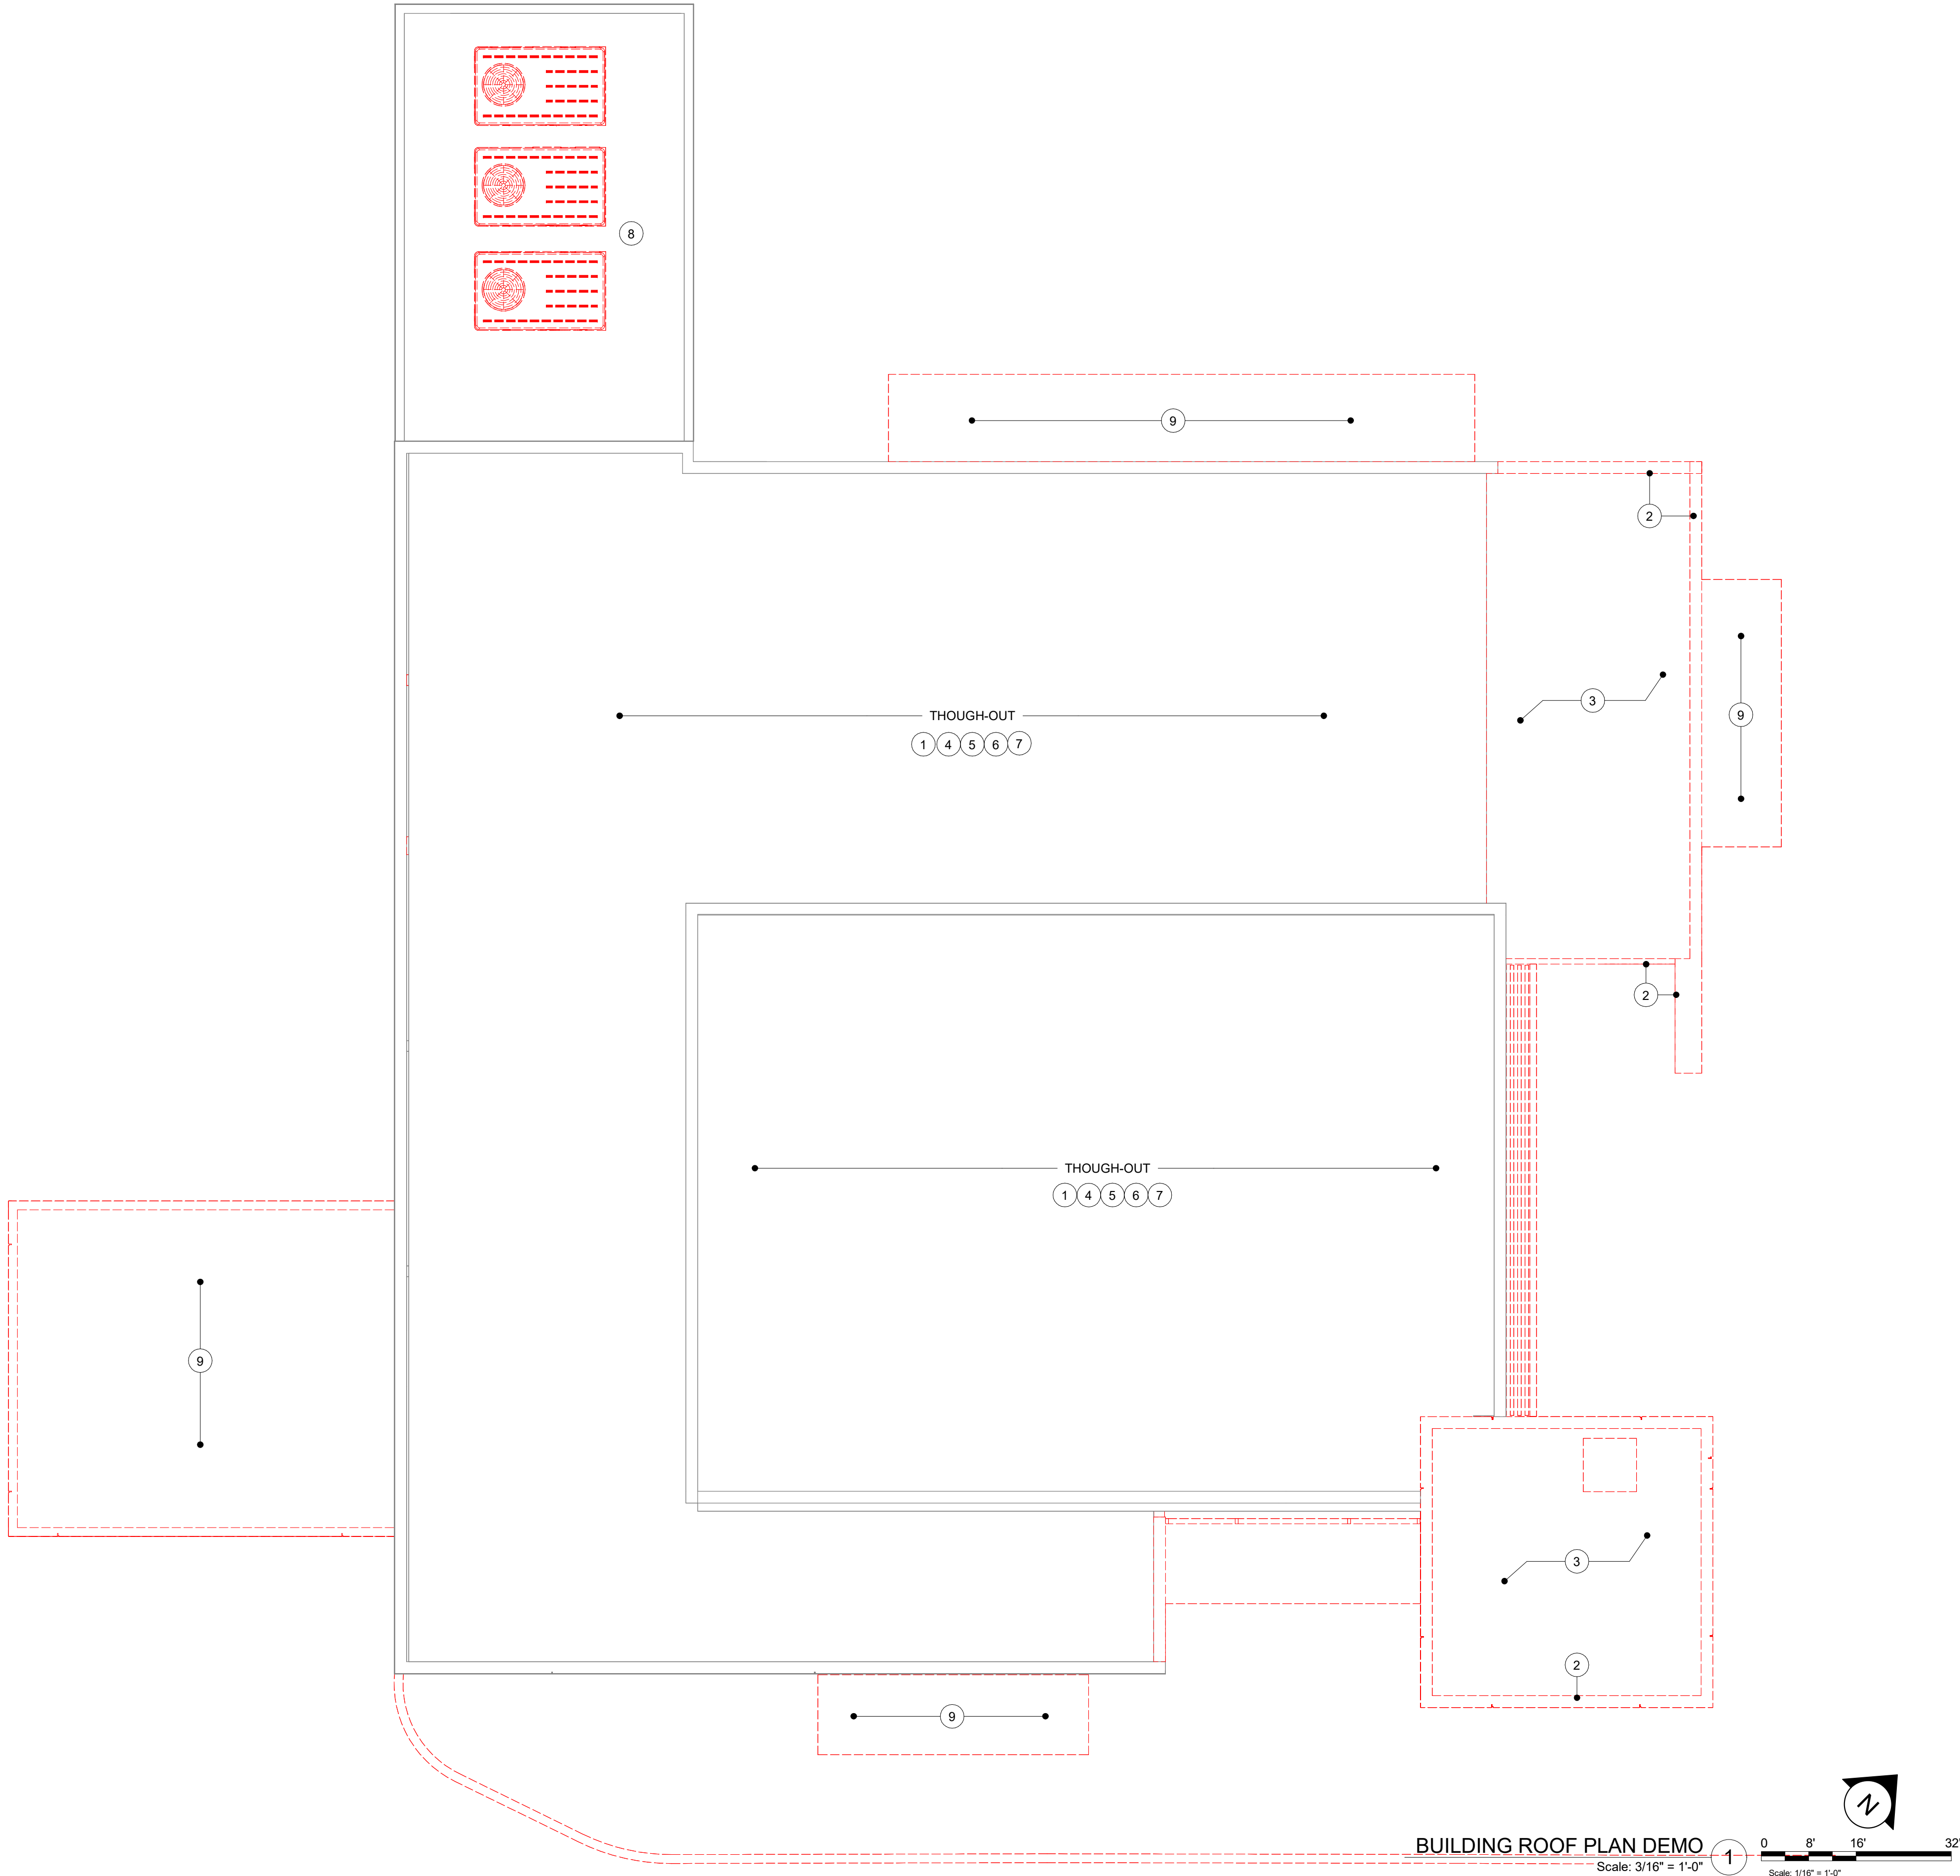 8
9
2
THOUGH-OUT
1 4 5 6 7
3
9
2
THOUGH-OUT
1 4 5 6 7
9
3
2
9
N
BUILDING ROOF PLAN DEMO
1
Scale: 3/16" = 1'-0"
0 8' 16' 32'
Scale: 1/16" = 1'-0"